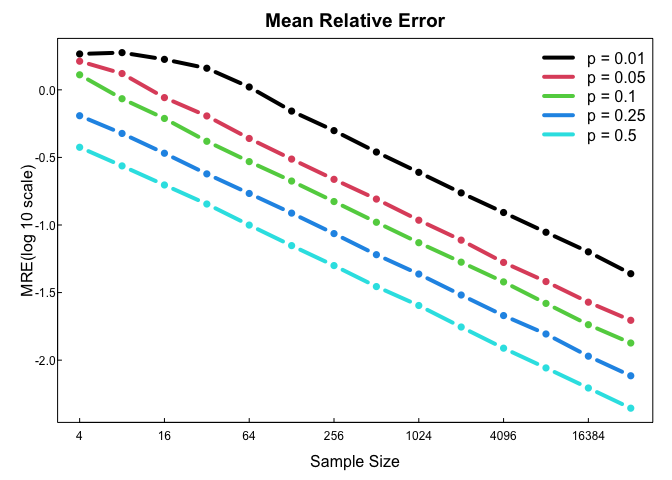 Mean Relative Error
p = 0.01
p = 0.05
p = 0.1
p = 0.25
p = 0.5
MRE(log 10 scale)
0.0
-0.5
-1.0
-1.5
-2.0
4 16 64 256 1024 4096 16384
Sample Size